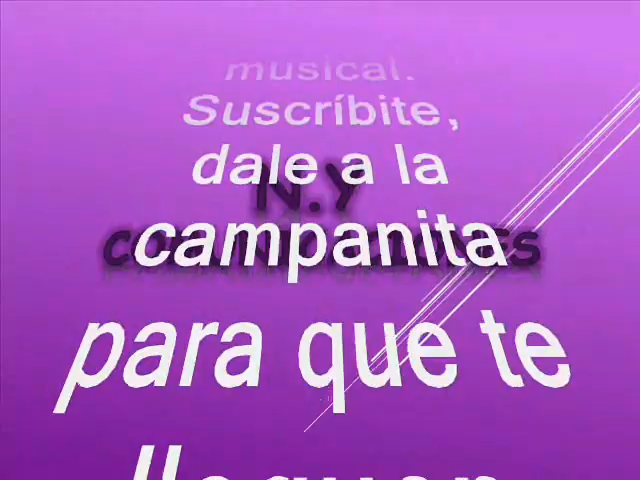 musical.
Suscríbite,
dale a la
N.Y
campanita
para que te